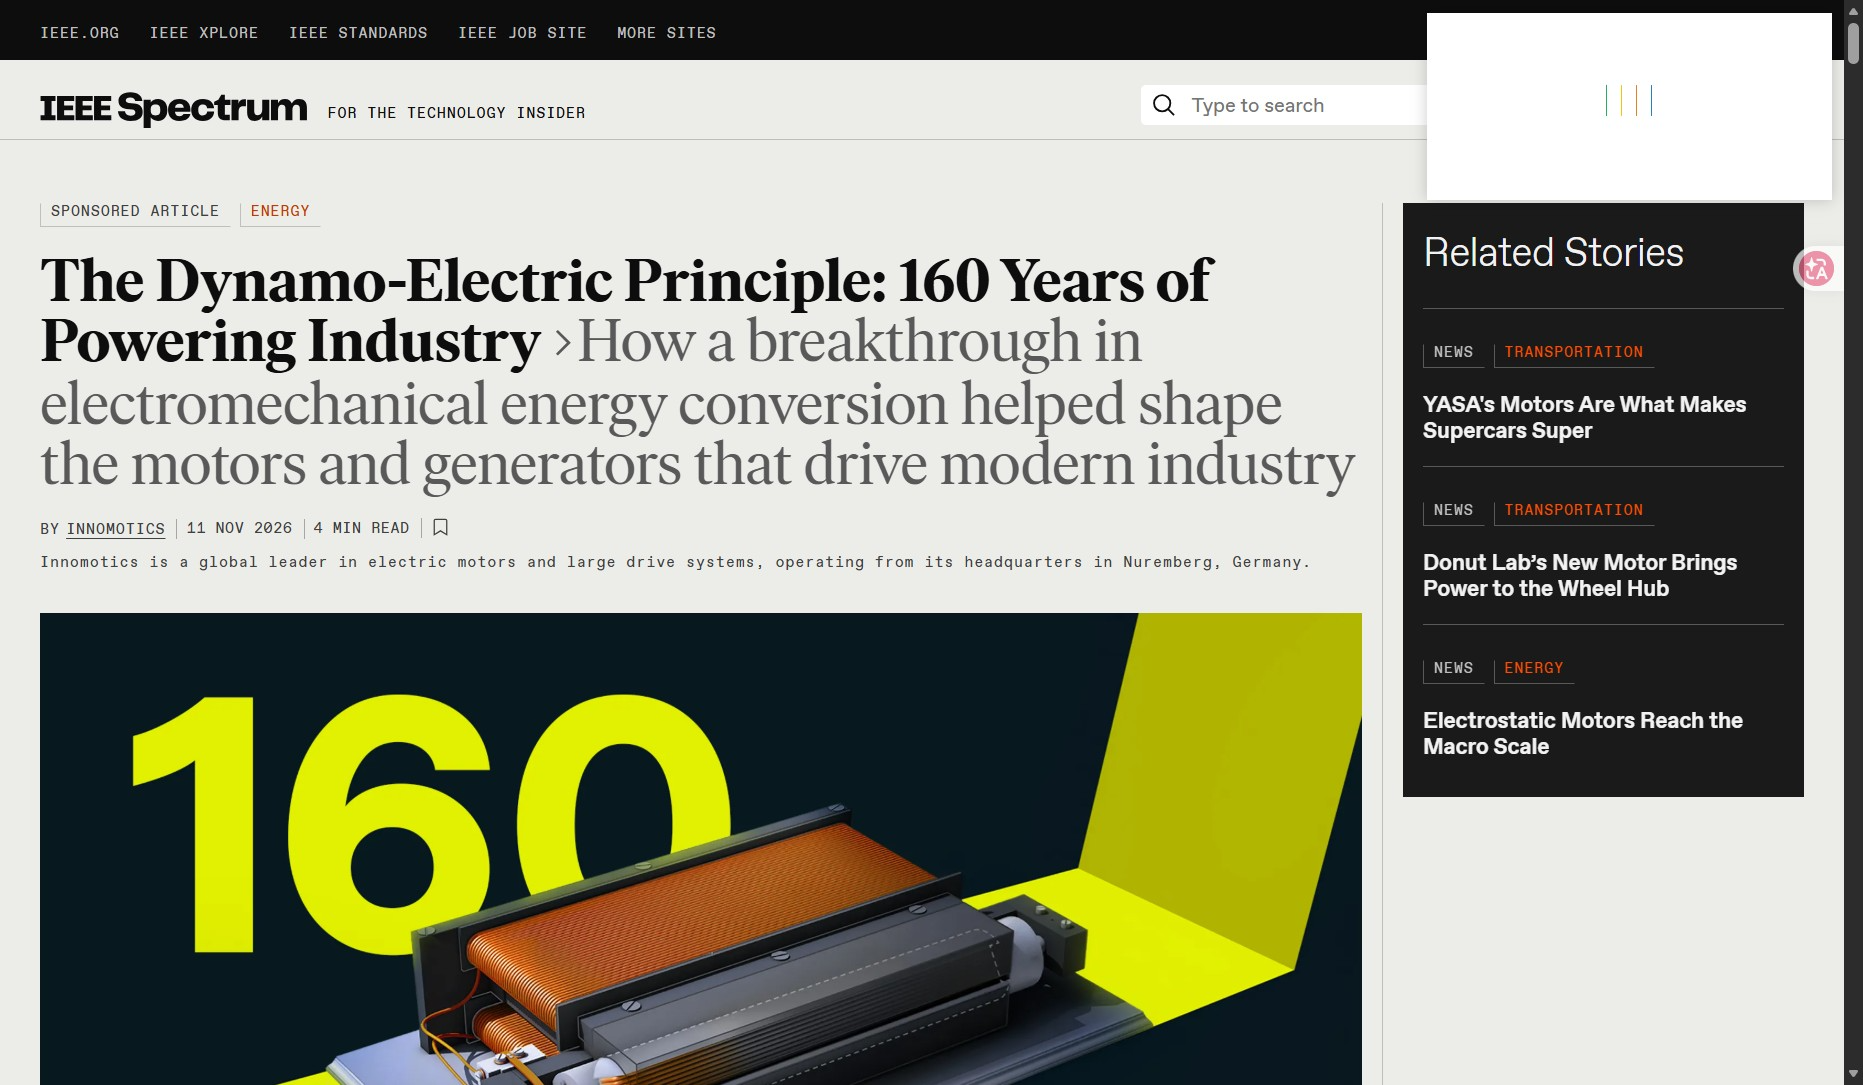 IEEE.ORG IEEE XPLORE IEEE STANDARDS IEEE JOB SITE MORE SITES
IEEE Spectrum FOR THE TECHNOLOGY INSIDER
Type to search
SPONSORED ARTICLE ENERGY
The Dynamo-Electric Principle: 160 Years of
Powering Industry › How a breakthrough in
electromechanical energy conversion helped shape
the motors and generators that drive modern industry
BY INNOMOTICS 11 NOV 2026 4 MIN READ
Innomotics is a global leader in electric motors and large drive systems, operating from its headquarters in Nuremberg, Germany.
160
Related Stories
NEWS TRANSPORTATION
YASA's Motors Are What Makes
Supercars Super
NEWS TRANSPORTATION
Donut Lab’s New Motor Brings
Power to the Wheel Hub
NEWS ENERGY
Electrostatic Motors Reach the
Macro Scale